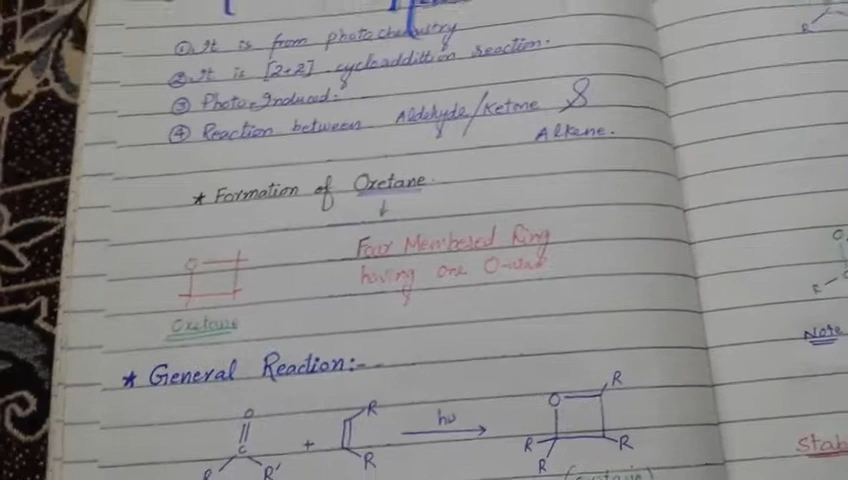 ① It is from photochemistry
② It is [2+2] cycloaddition reaction.
③ Photo-Induced.
④ Reaction between Aldehyde/Ketone &
Alkene.
* Formation of Oxetane.
↓
Four Membered Ring
having one O-
O
Oxetane
* General Reaction:-
O
C
R R'
+
R
R
hν
O R
R R
R
(oxetane)
R
O
R
Note
Stab